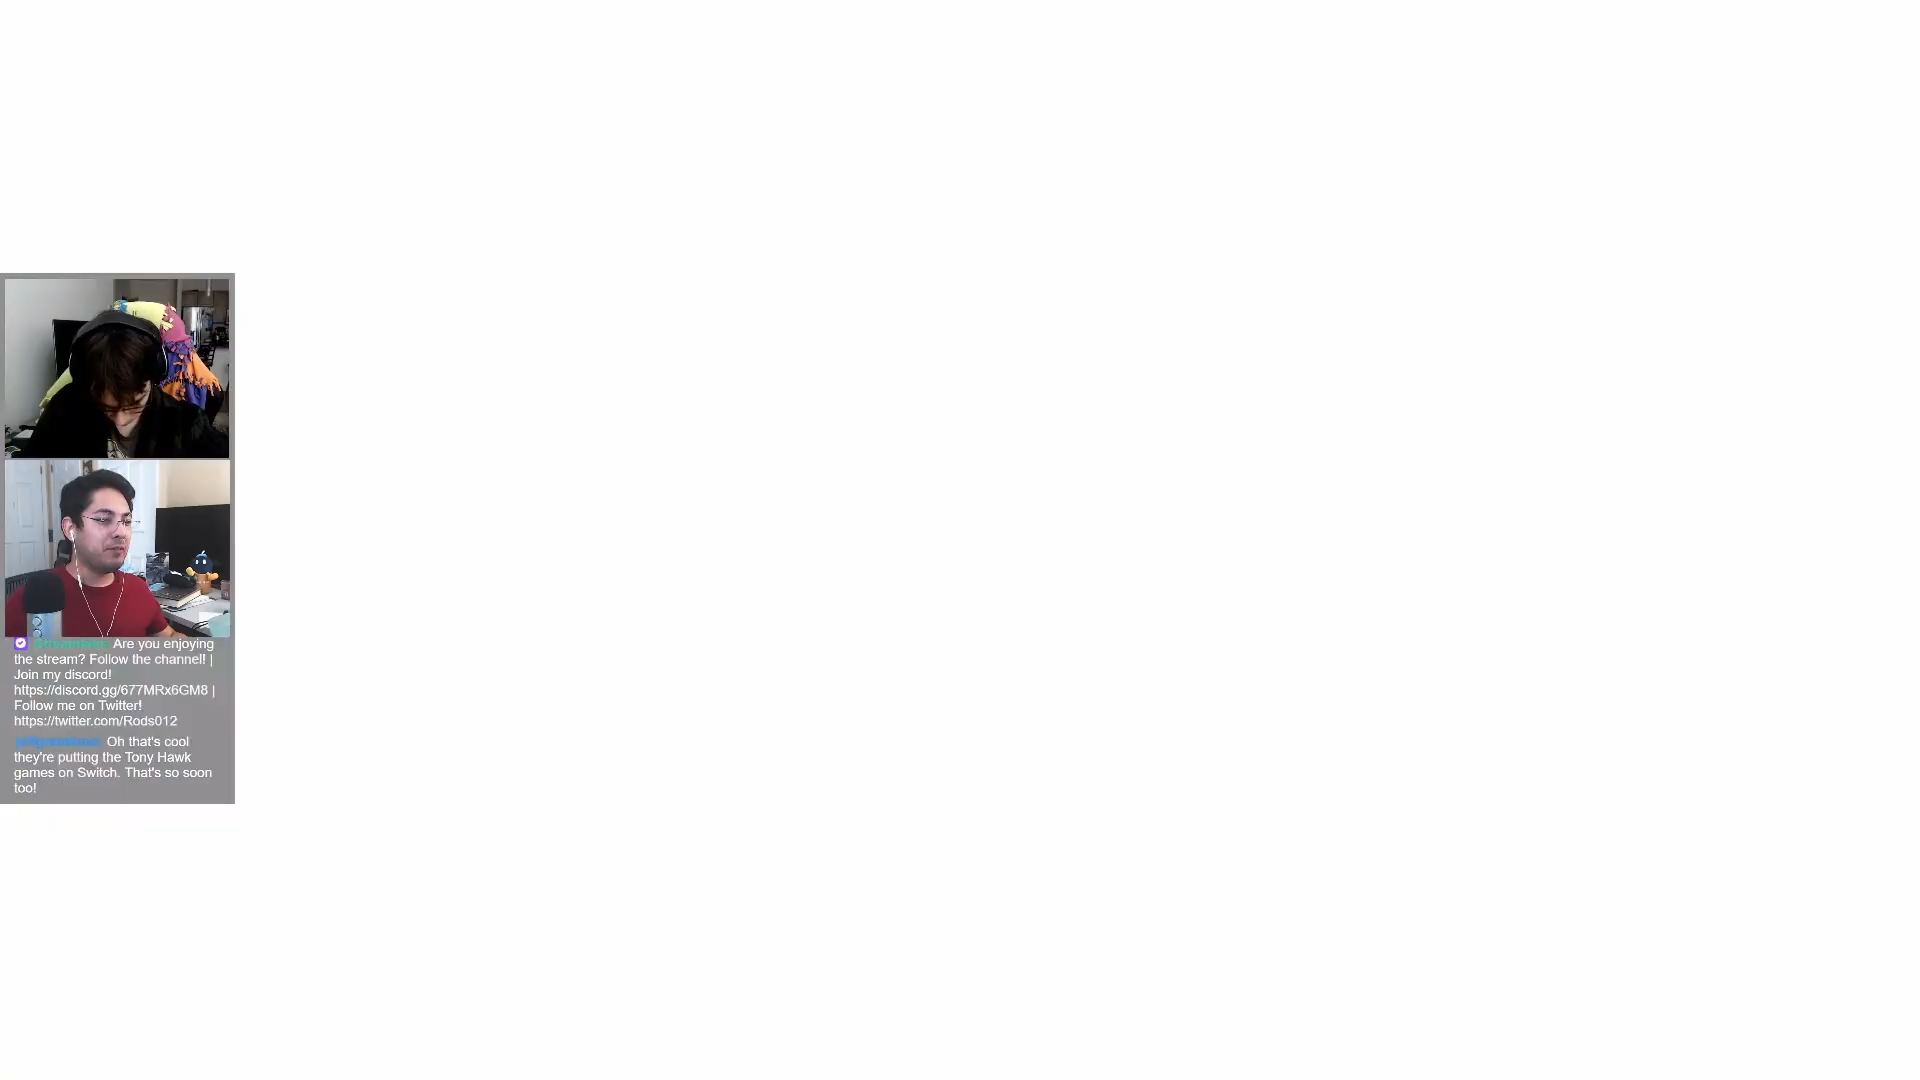 Are you enjoying
the stream? Follow the channel! |
Join my discord!
https://discord.gg/677MRx6GM8 |
Follow me on Twitter!
https://twitter.com/Rods012
Oh that's cool
they're putting the Tony Hawk
games on Switch. That's so soon
too!